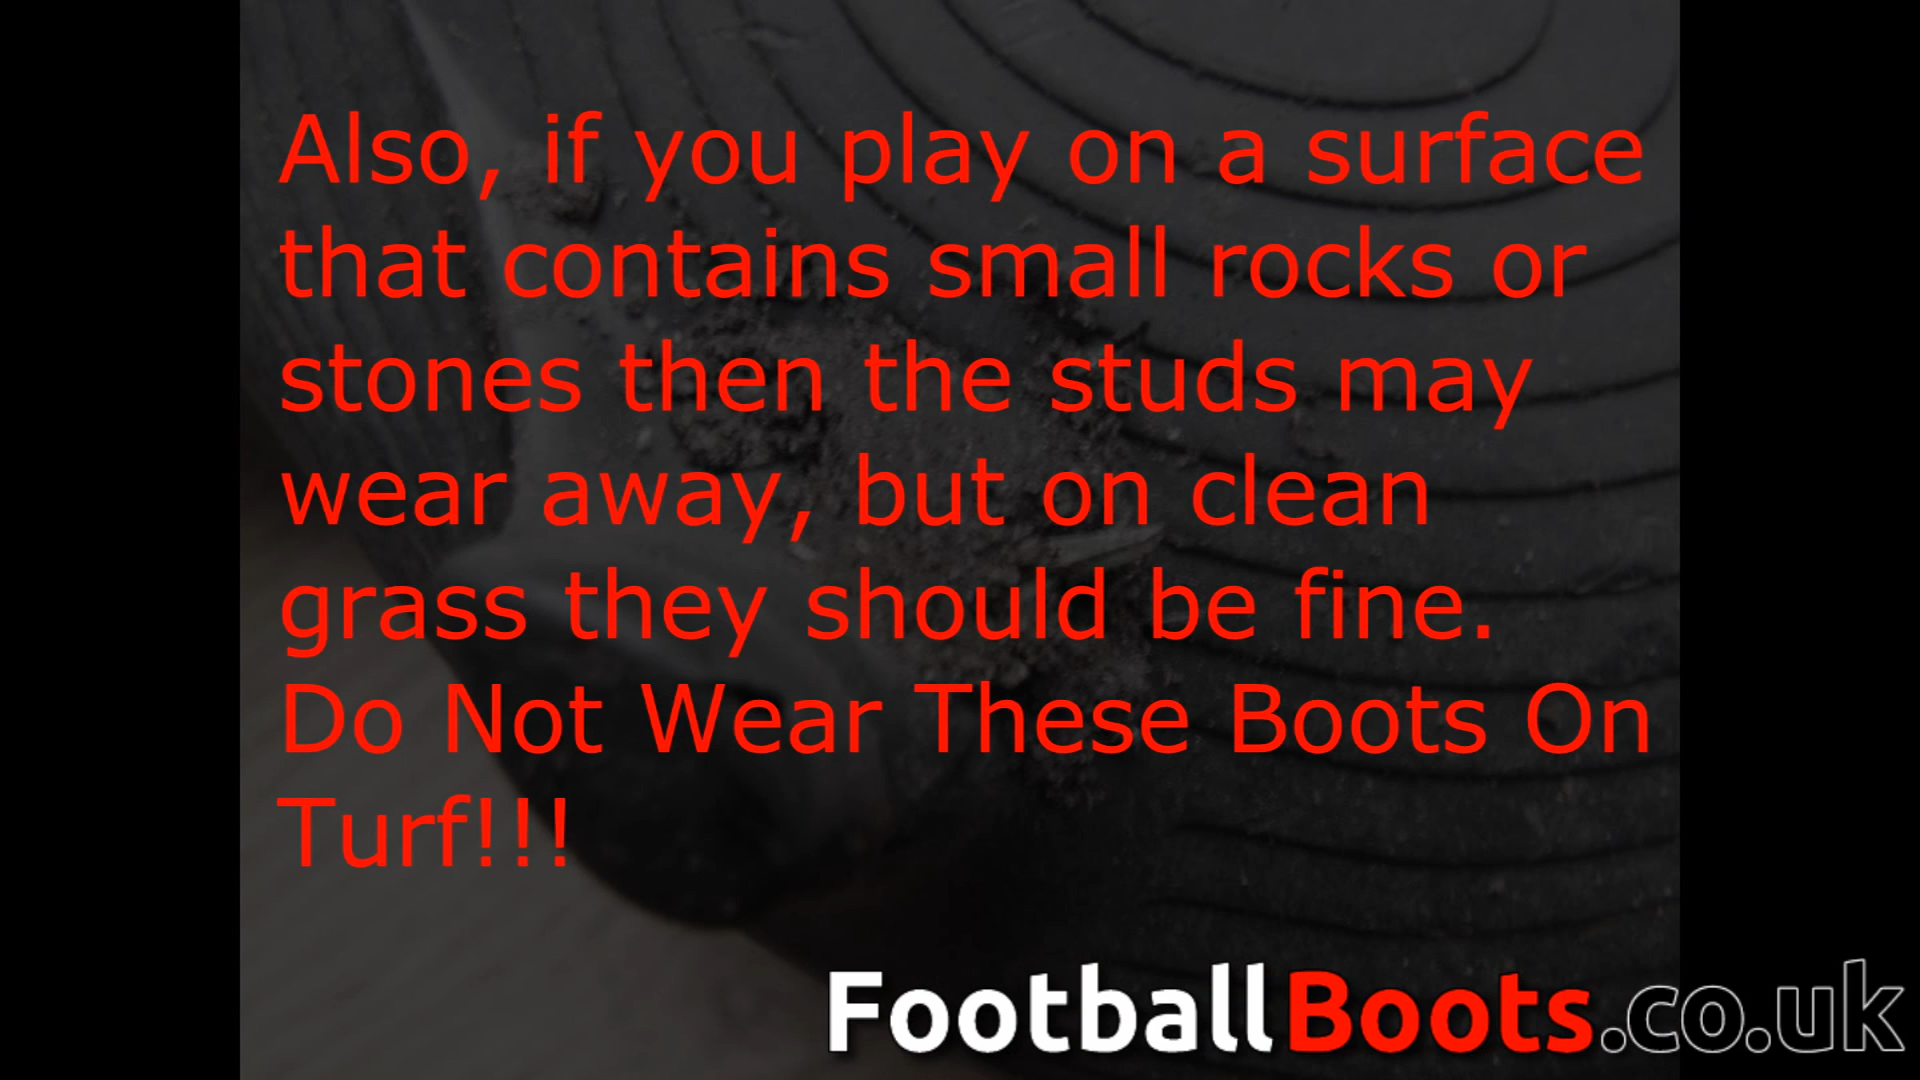 Also, if you play on a surface
that contains small rocks or
stones then the studs may
wear away, but on clean
grass they should be fine.
Do Not Wear These Boots On
Turf!!!
FootballBoots.co.uk